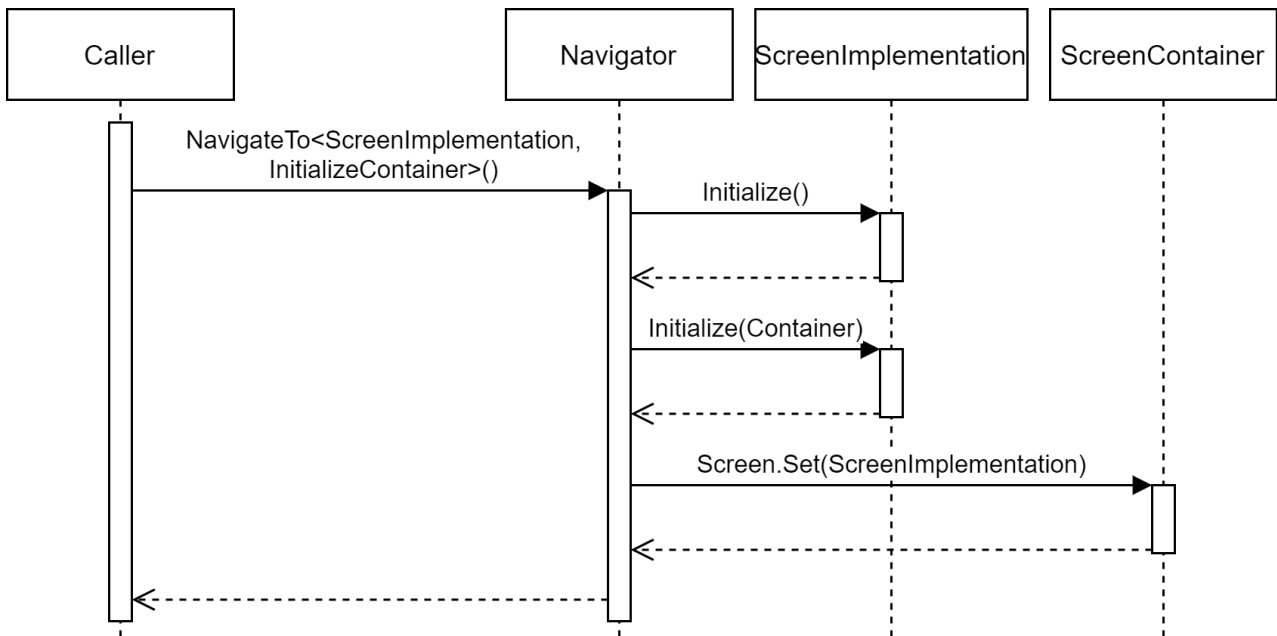 Caller
Navigator
ScreenImplementation
ScreenContainer
NavigateTo<ScreenImplementation,
InitializeContainer>()
Initialize()
Initialize(Container)
Screen.Set(ScreenImplementation)